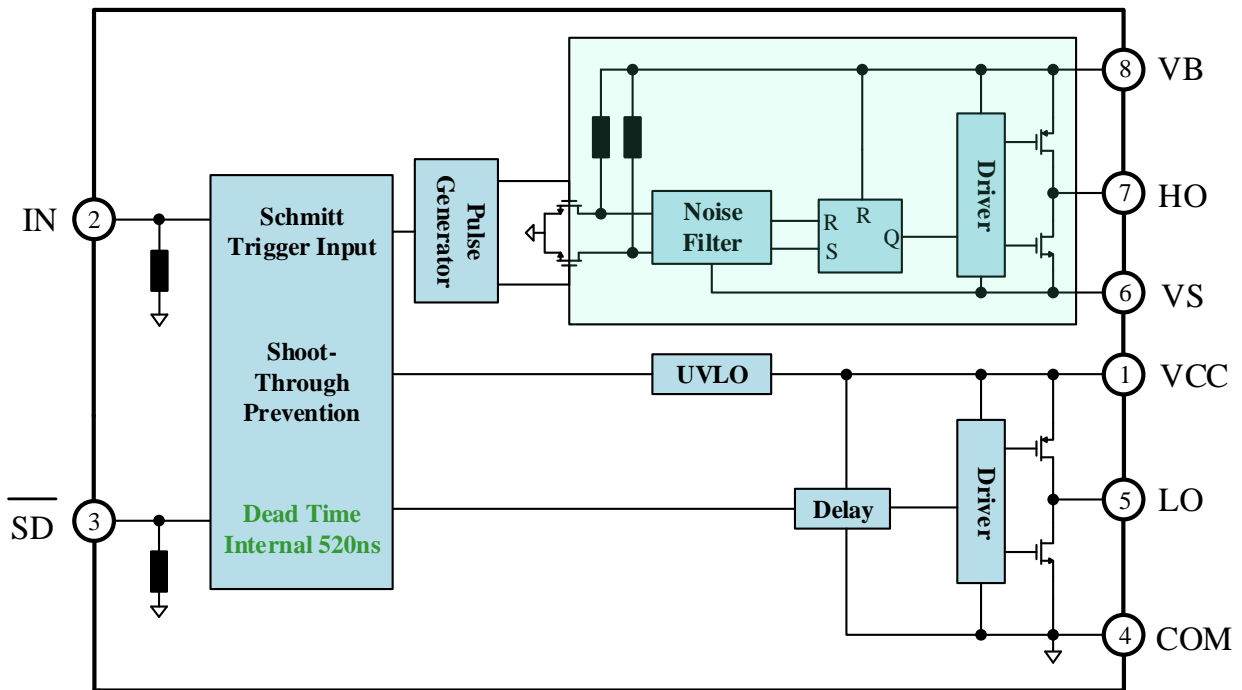 8
VB
Pulse
Generator
Driver
IN
2
Schmitt
Trigger Input
Noise
Filter
R
R
S
Q
7
HO
6
VS
Shoot-
Through
Prevention
UVLO
1
VCC
SD
3
Dead Time
Internal 520ns
Delay
Driver
5
LO
4
COM